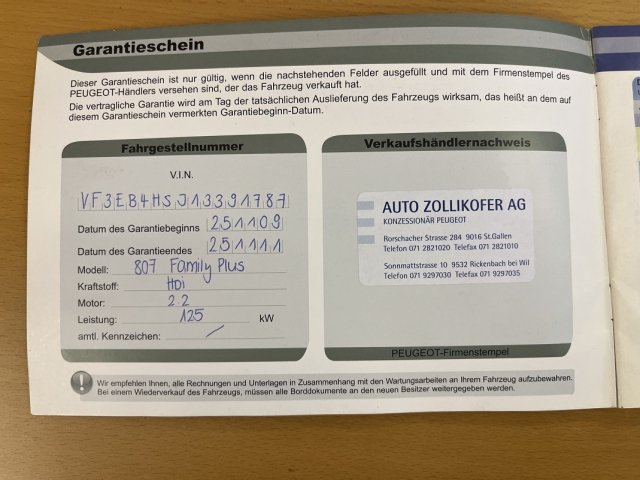 Garantieschein
Dieser Garantieschein ist nur gültig, wenn die nachstehenden Felder ausgefüllt und mit dem Firmenstempel des
PEUGEOT-Händlers versehen sind, der das Fahrzeug verkauft hat.
Die vertragliche Garantie wird am Tag der tatsächlichen Auslieferung des Fahrzeugs wirksam, das heißt an dem auf
diesem Garantieschein vermerkten Garantiebeginn-Datum.
Fahrgestellnummer
V.I.N.
VF3EB4HSJ13391787
Datum des Garantiebeginns 251109
Datum des Garantieendes 251111
Modell: 807 Family Plus
Kraftstoff: HDi
Motor: 2.2
Leistung: 125 kW
amtl. Kennzeichen: /
Verkaufshändlernachweis
AUTO ZOLLIKOFER AG
KONZESSIONÄR PEUGEOT
Rorschacher Strasse 284 9016 St.Gallen
Telefon 071 2821020 Telefax 071 2821010
Sonnmattstrasse 10 9532 Rickenbach bei Wil
Telefon 071 9297030 Telefax 071 9297035
PEUGEOT-Firmenstempel
! Wir empfehlen Ihnen, alle Rechnungen und Unterlagen in Zusammenhang mit den Wartungsarbeiten an Ihrem Fahrzeug aufzubewahren.
Bei einem Wiederverkauf des Fahrzeugs, müssen alle Borddokumente an den neuen Besitzer weitergegeben werden.